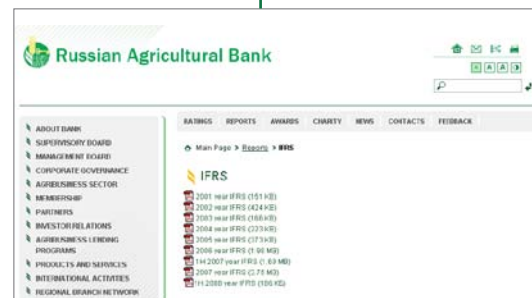 Russian Agricultural Bank
A A
RATINGS REPORTS AWARDS CHARITY NEWS CONTACTS FEEDBACK
Main Page > Reports > IFRS
IFRS
2001 year IFRS (151 KB)
2002 year IFRS (424 KB)
2003 year IFRS (166 KB)
2004 year IFRS (323 KB)
2005 year IFRS (373 KB)
2006 year IFRS (1.96 MB)
1H 2007 year IFRS (1.69 MB)
2007 year IFRS (2.78 MB)
1H 2008 year IFRS (186 KB)
ABOUT BANK
SUPERVISORY BOARD
MANAGEMENT BOARD
CORPORATE GOVERNANCE
AGRIBUSINESS SECTOR
MEMBERSHIP
PARTNERS
INVESTOR RELATIONS
AGRIBUSINESS LENDING
PROGRAMS
PRODUCTS AND SERVICES
INTERNATIONAL ACTIVITIES
REGIONAL BRANCH NETWORK